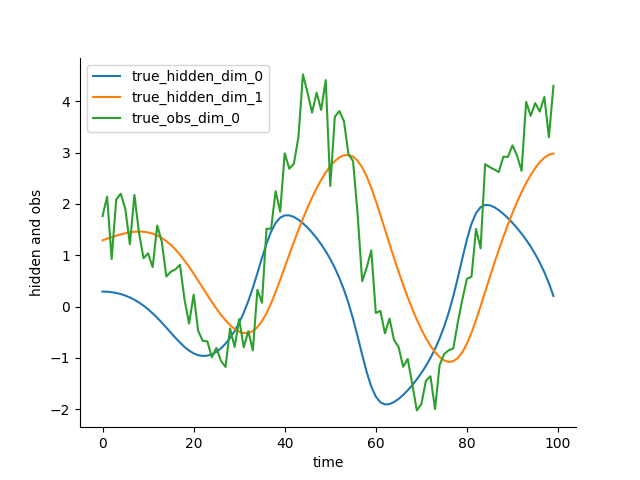 true_hidden_dim_0
true_hidden_dim_1
true_obs_dim_0
hidden and obs
4
3
2
1
0
−1
−2
0 20 40 60 80 100
time